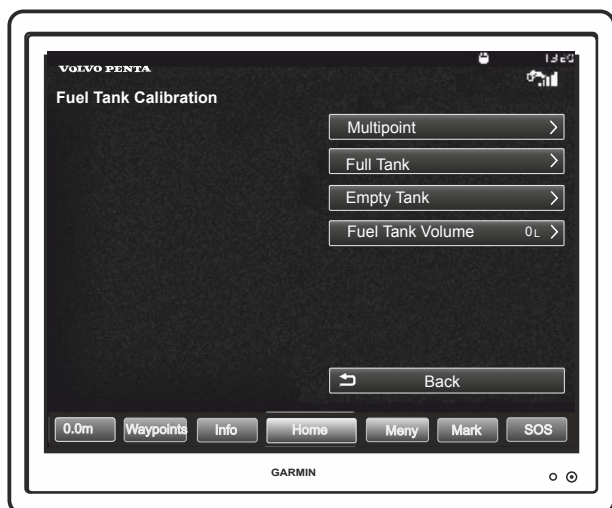 VOLVO PENTA
Fuel Tank Calibration
Multipoint
Full Tank
Empty Tank
Fuel Tank Volume 0L
Back
0.0m Waypoints Info Home Meny Mark SOS
GARMIN